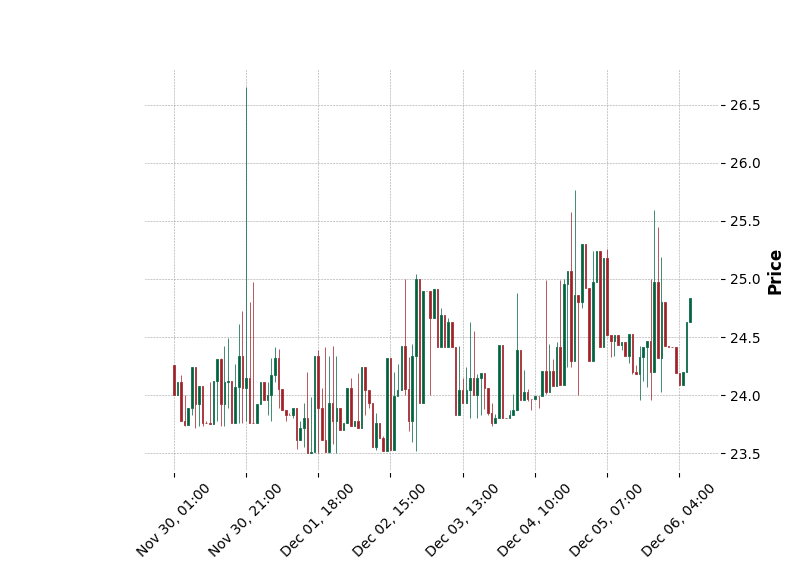 26.5
26.0
25.5
25.0
24.5
24.0
23.5
Price
Nov 30, 01:00
Nov 30, 21:00
Dec 01, 18:00
Dec 02, 15:00
Dec 03, 13:00
Dec 04, 10:00
Dec 05, 07:00
Dec 06, 04:00